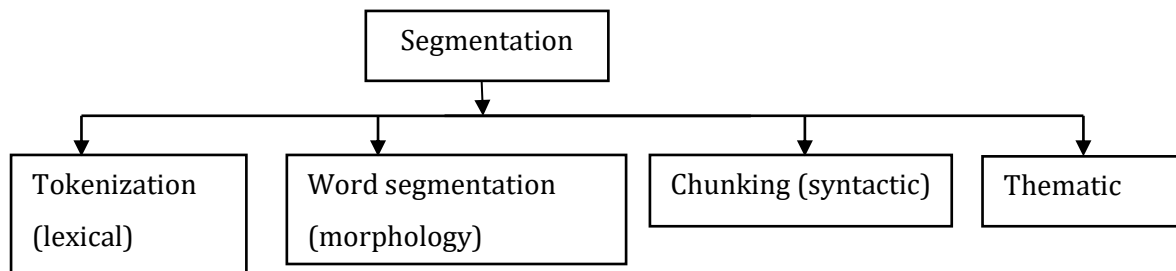 Segmentation
Tokenization
(lexical)
Word segmentation
(morphology)
Chunking (syntactic)
Thematic